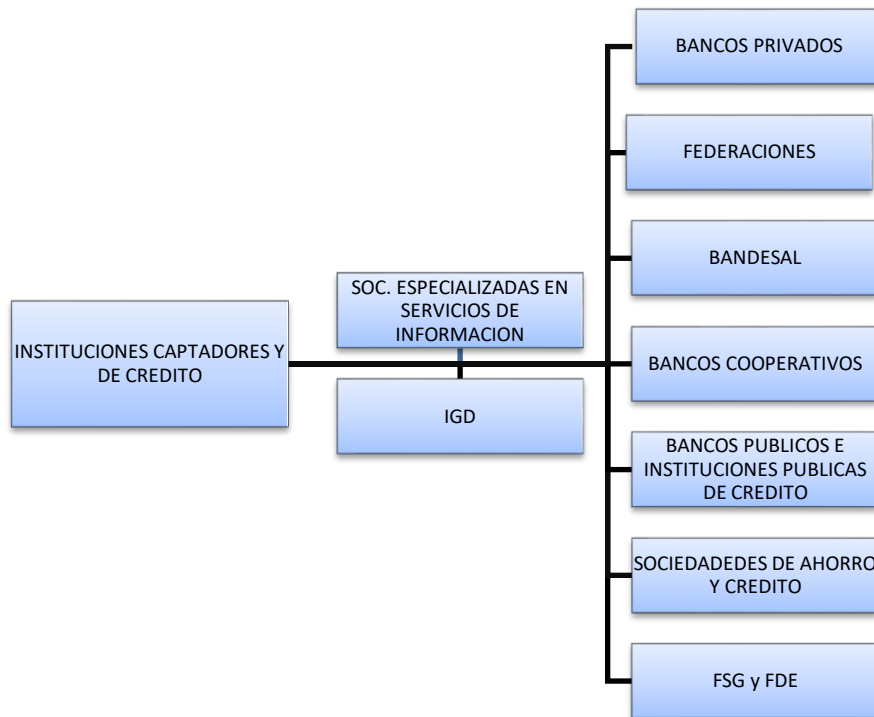 INSTITUCIONES CAPTADORES Y
DE CREDITO
SOC. ESPECIALIZADAS EN
SERVICIOS DE
INFORMACION
IGD
BANCOS PRIVADOS
FEDERACIONES
BANDESAL
BANCOS COOPERATIVOS
BANCOS PUBLICOS E
INSTITUCIONES PUBLICAS
DE CREDITO
SOCIEDADEDES DE AHORRO
Y CREDITO
FSG y FDE